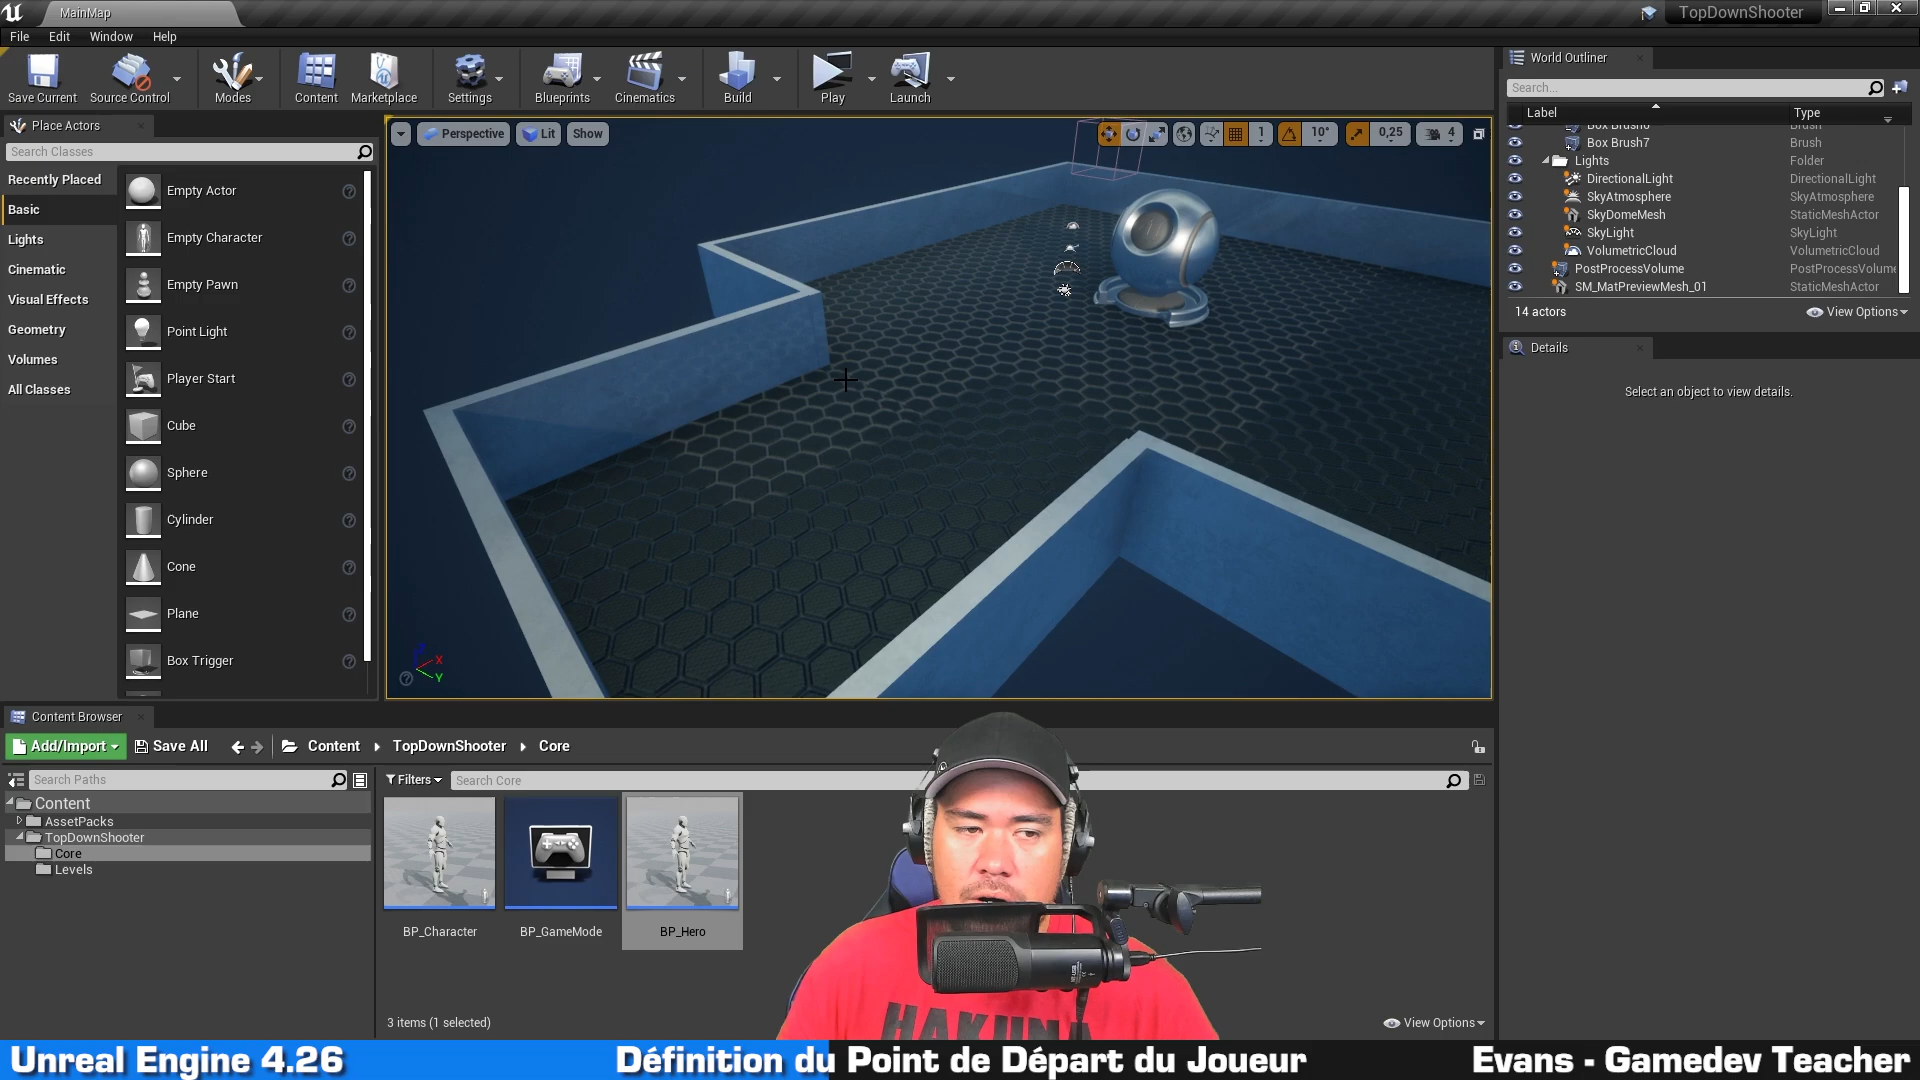 MainMap
TopDownShooter
File Edit Window Help
Save Current
Source Control
Modes
Content
Marketplace
Settings
Blueprints
Cinematics
Build
Play
Launch
Place Actors
Search Classes
Recently Placed
Basic
Lights
Cinematic
Visual Effects
Geometry
Volumes
All Classes
Empty Actor
Empty Character
Empty Pawn
Point Light
Player Start
Cube
Sphere
Cylinder
Cone
Plane
Box Trigger
Perspective
Lit
Show
1
10°
0,25
4
X
Y
World Outliner
Search...
Label Type
Box Brush6 Brush
Box Brush7 Brush
Lights Folder
DirectionalLight DirectionalLight
SkyAtmosphere SkyAtmosphere
SkyDomeMesh StaticMeshActor
SkyLight SkyLight
VolumetricCloud VolumetricCloud
PostProcessVolume PostProcessVolume
SM_MatPreviewMesh_01 StaticMeshActor
14 actors
View Options
Details
Select an object to view details.
Content Browser
Add/Import
Save All
Content
TopDownShooter
Core
Search Paths
Filters
Search Core
Content
AssetPacks
TopDownShooter
Core
Levels
BP_Character
BP_GameMode
BP_Hero
3 items (1 selected)
View Options
HAKUNA
Unreal Engine 4.26
Définition du Point de Départ du Joueur
Evans - Gamedev Teacher